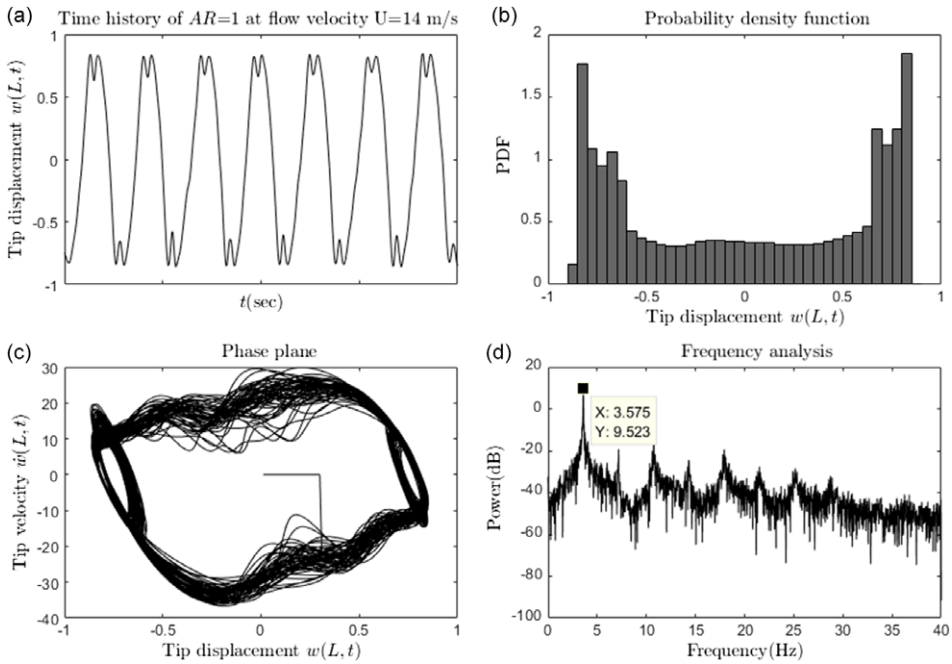 (a)
Time history of AR=1 at flow velocity U=14 m/s
Tip displacement w(L, t)
1
0.5
0
-0.5
-1
t(sec)
(b)
Probability density function
PDF
2
1.5
1
0.5
0
-1
-0.5
0
0.5
1
Tip displacement w(L, t)
(c)
Phase plane
Tip velocity ẇ(L, t)
30
20
10
0
-10
-20
-30
-40
-1
-0.5
0
0.5
1
Tip displacement w(L, t)
(d)
Frequency analysis
Power(dB)
20
0
-20
-40
-60
-80
-100
X: 3.575
Y: 9.523
0
5
10
15
20
25
30
35
40
Frequency(Hz)